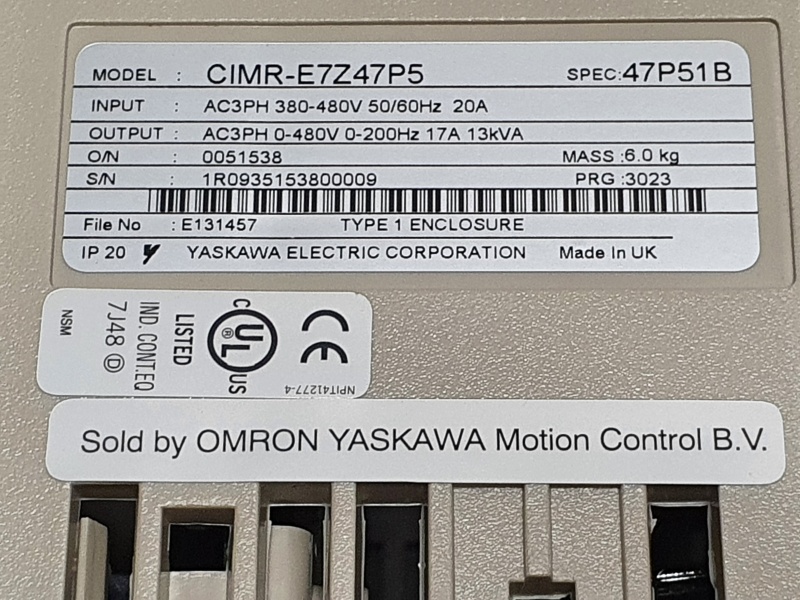 MODEL : CIMR-E7Z47P5 SPEC:47P51B
INPUT : AC3PH 380-480V 50/60Hz 20A
OUTPUT : AC3PH 0-480V 0-200Hz 17A 13kVA
O/N : 0051538 MASS :6.0 kg
S/N : 1R0935153800009 PRG :3023
File No : E131457 TYPE 1 ENCLOSURE
IP 20 YASKAWA ELECTRIC CORPORATION Made In UK
NSM
7J48 D
IND. CONT.EQ
LISTED
C UL ® US
CE
NPIT41277-4
Sold by OMRON YASKAWA Motion Control B.V.